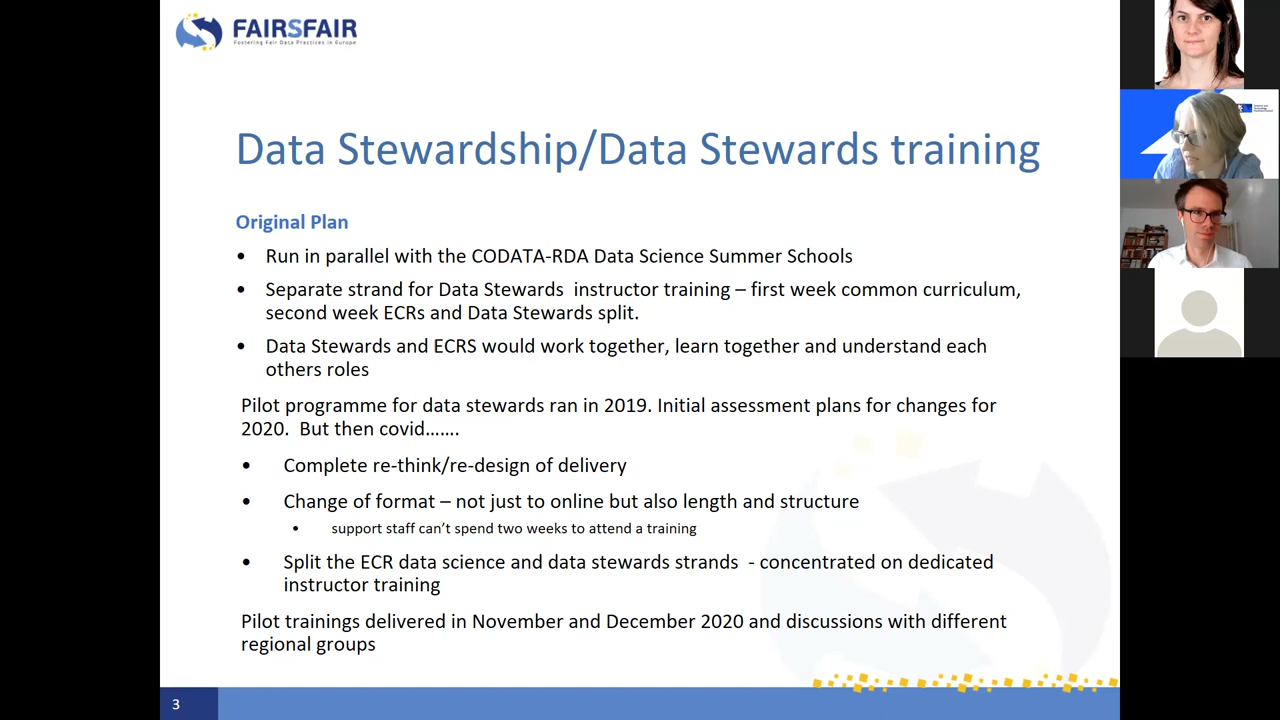 FAIRSFAIR
Fostering Fair Data Practices in Europe
Data Stewardship/Data Stewards training
Original Plan
• Run in parallel with the CODATA-RDA Data Science Summer Schools
• Separate strand for Data Stewards instructor training – first week common curriculum,
second week ECRs and Data Stewards split.
• Data Stewards and ECRS would work together, learn together and understand each
others roles
Pilot programme for data stewards ran in 2019. Initial assessment plans for changes for
2020. But then covid…….
• Complete re-think/re-design of delivery
• Change of format – not just to online but also length and structure
• support staff can’t spend two weeks to attend a training
• Split the ECR data science and data stewards strands - concentrated on dedicated
instructor training
Pilot trainings delivered in November and December 2020 and discussions with different
regional groups
3